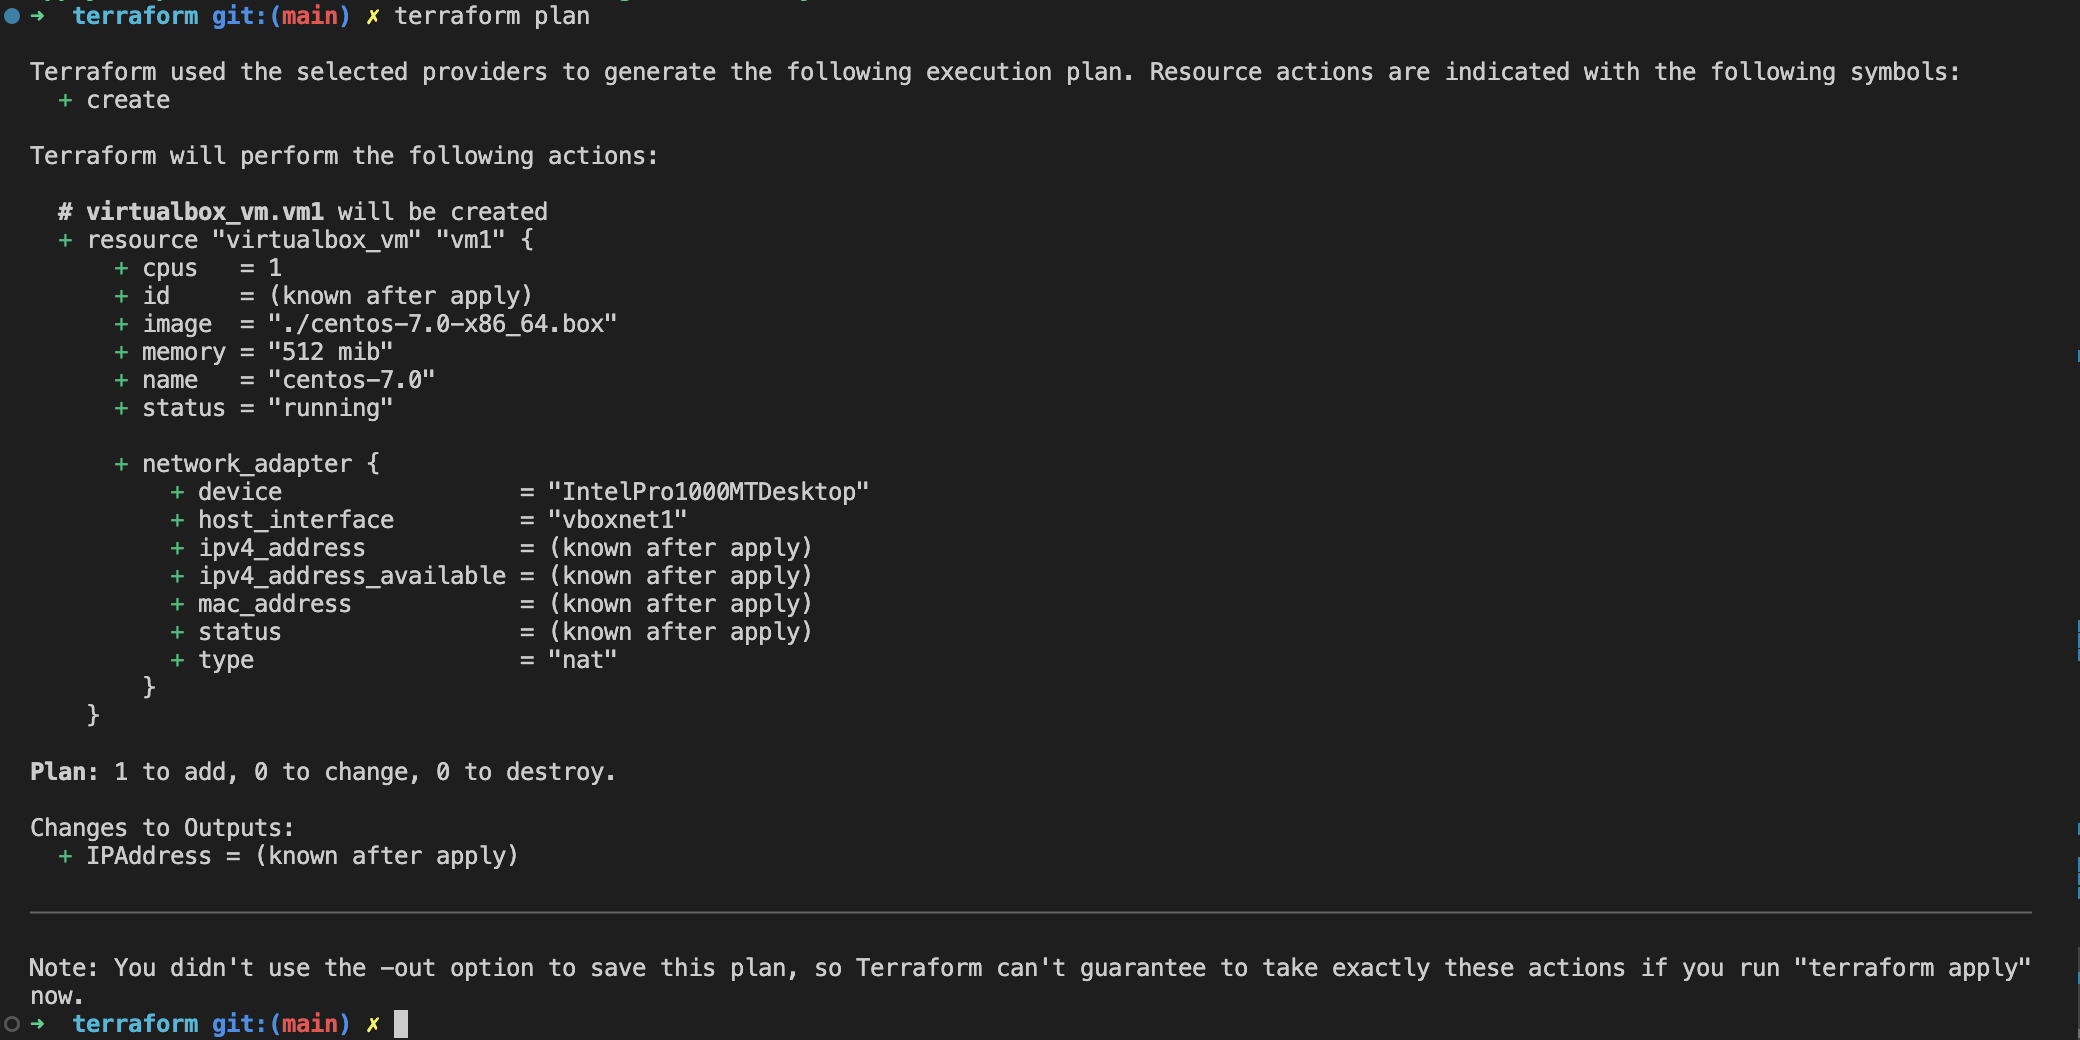 ➜  terraform git:(main) ✗ terraform plan

Terraform used the selected providers to generate the following execution plan. Resource actions are indicated with the following symbols:
  + create

Terraform will perform the following actions:

  # virtualbox_vm.vm1 will be created
  + resource "virtualbox_vm" "vm1" {
      + cpus   = 1
      + id     = (known after apply)
      + image  = "./centos-7.0-x86_64.box"
      + memory = "512 mib"
      + name   = "centos-7.0"
      + status = "running"

      + network_adapter {
          + device                 = "IntelPro1000MTDesktop"
          + host_interface         = "vboxnet1"
          + ipv4_address           = (known after apply)
          + ipv4_address_available = (known after apply)
          + mac_address            = (known after apply)
          + status                 = (known after apply)
          + type                   = "nat"
        }
    }

Plan: 1 to add, 0 to change, 0 to destroy.

Changes to Outputs:
  + IPAddress = (known after apply)

Note: You didn't use the -out option to save this plan, so Terraform can't guarantee to take exactly these actions if you run "terraform apply"
now.
➜  terraform git:(main) ✗